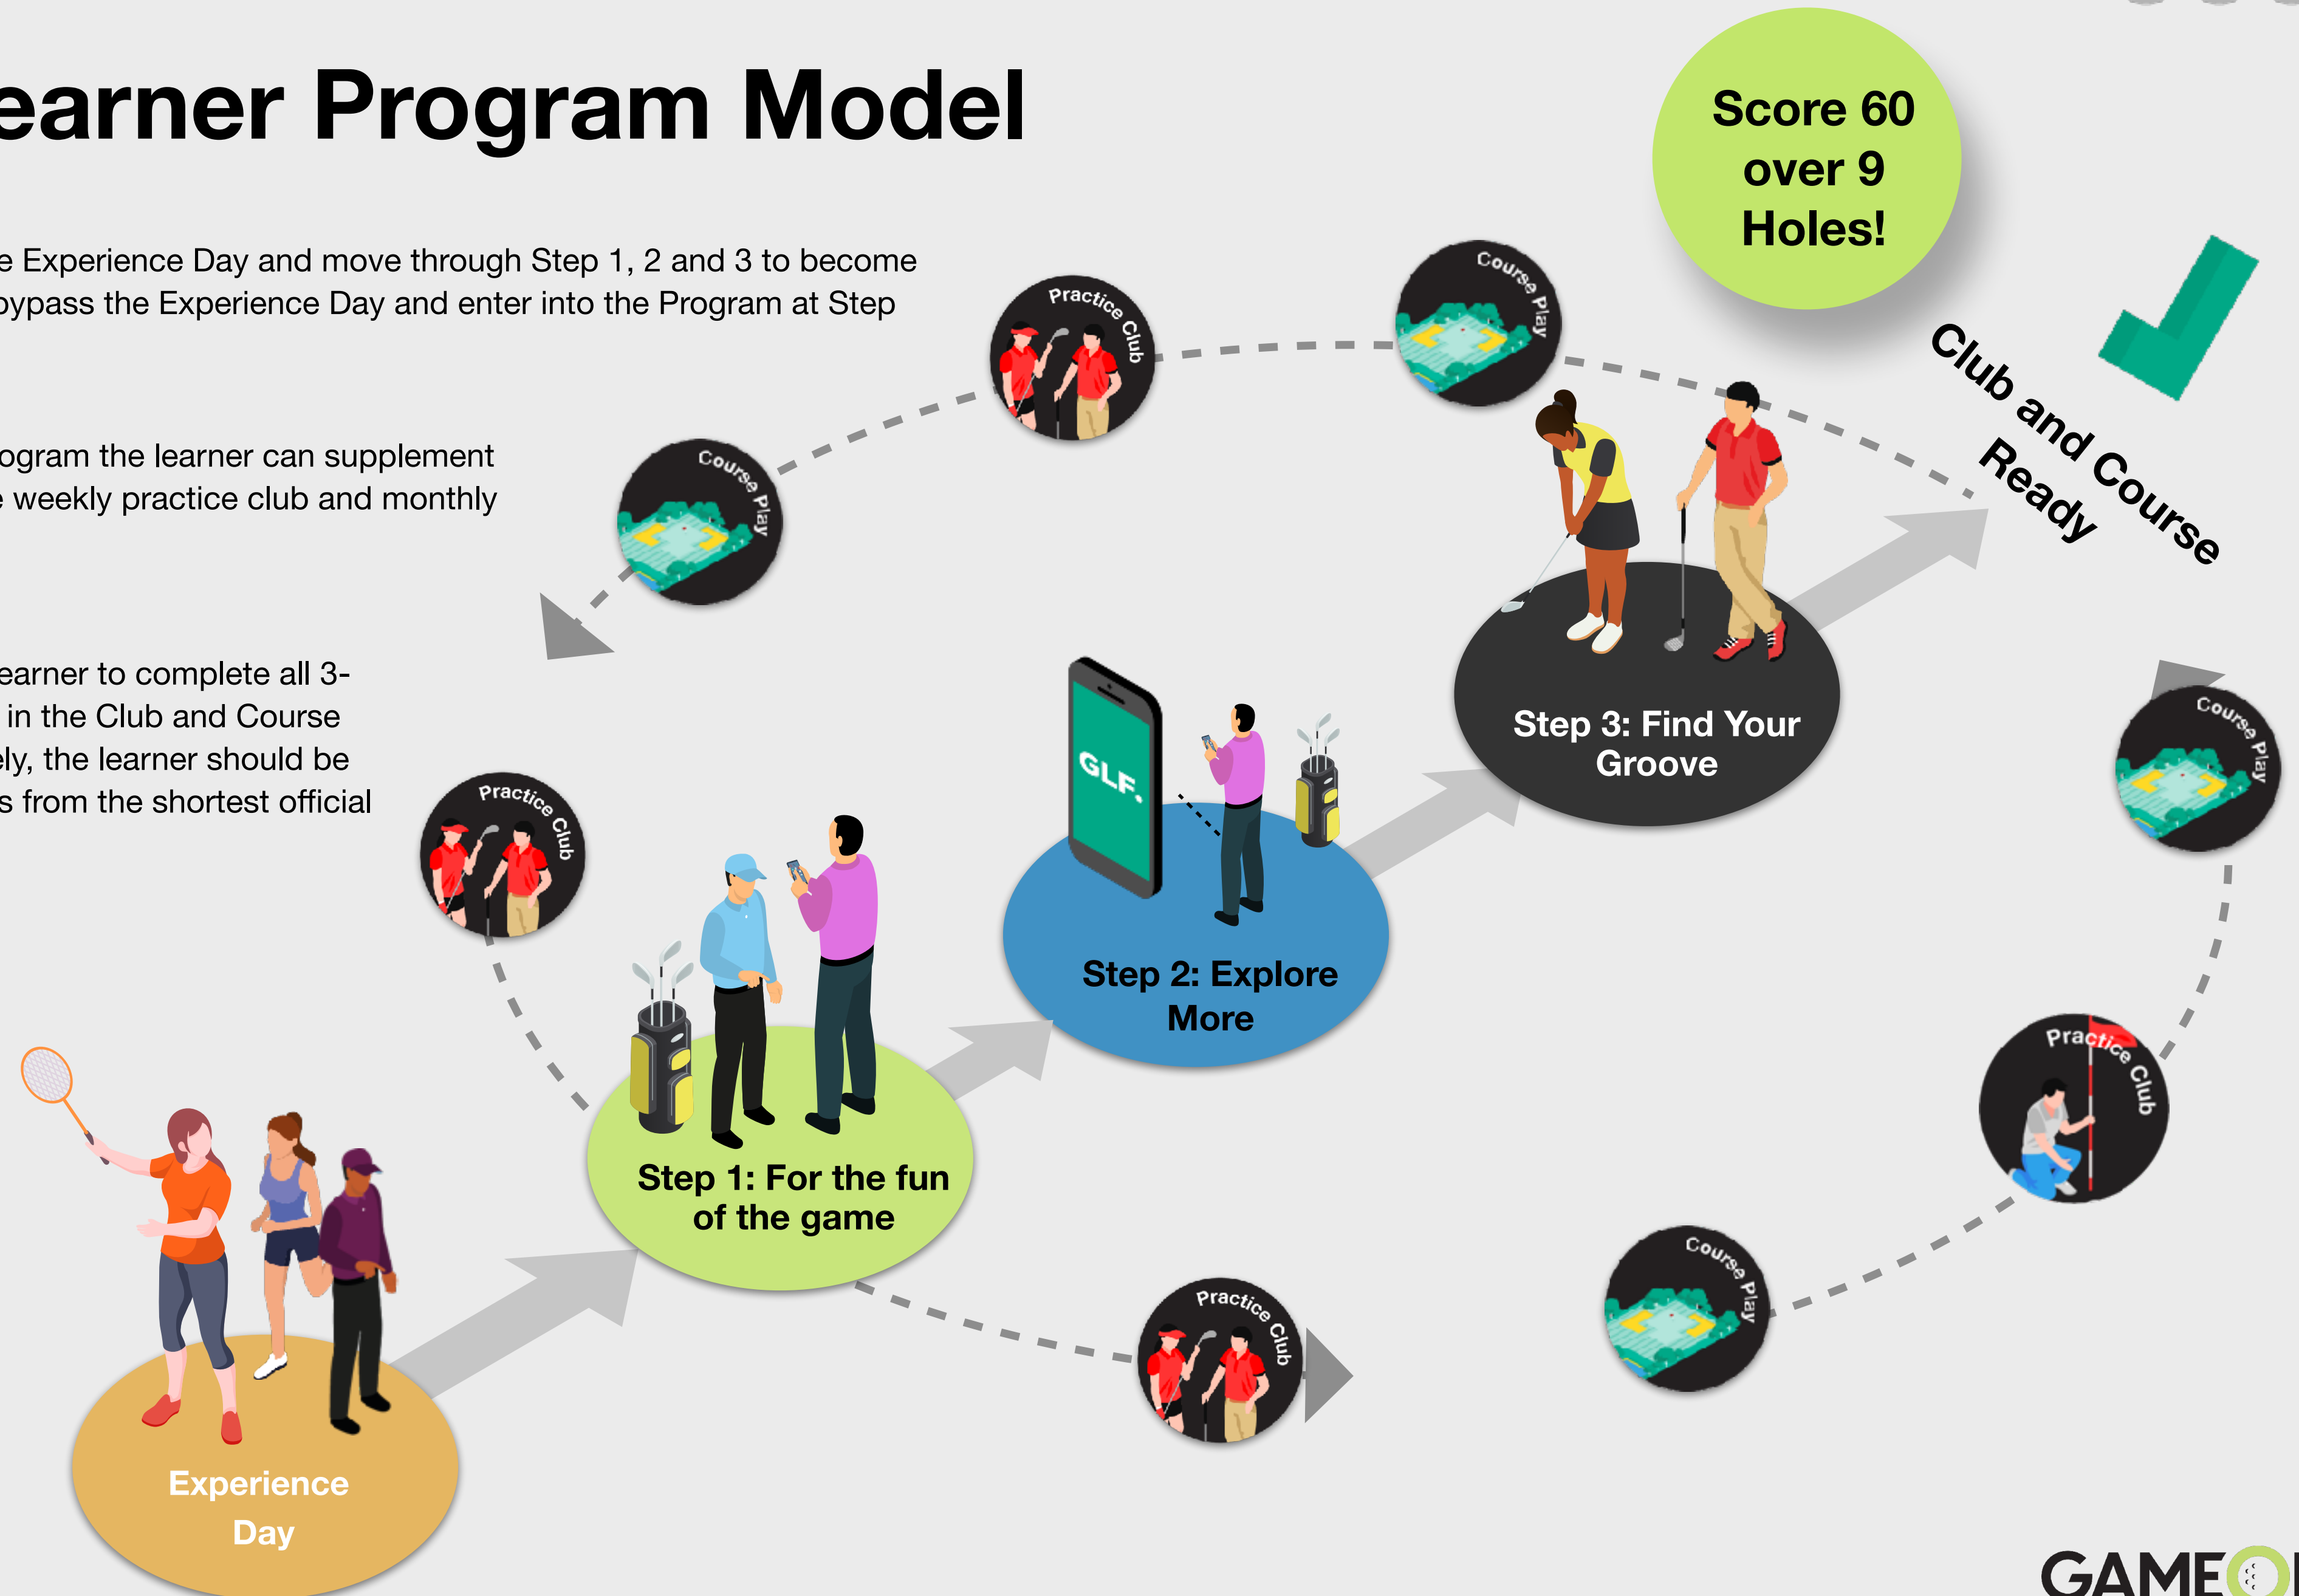 earner Program Model
e Experience Day and move through Step 1, 2 and 3 to become
bypass the Experience Day and enter into the Program at Step
ogram the learner can supplement
e weekly practice club and monthly
earner to complete all 3-
in the Club and Course
ely, the learner should be
s from the shortest official
Score 60
over 9
Holes!
Club and Course
Ready
Course Play
Practice Club
Course Play
Practice Club
GLF.
Step 3: Find Your
Groove
Course Play
Step 2: Explore
More
Practice Club
Step 1: For the fun
of the game
Course Play
Practice Club
Experience
Day
GAMEO